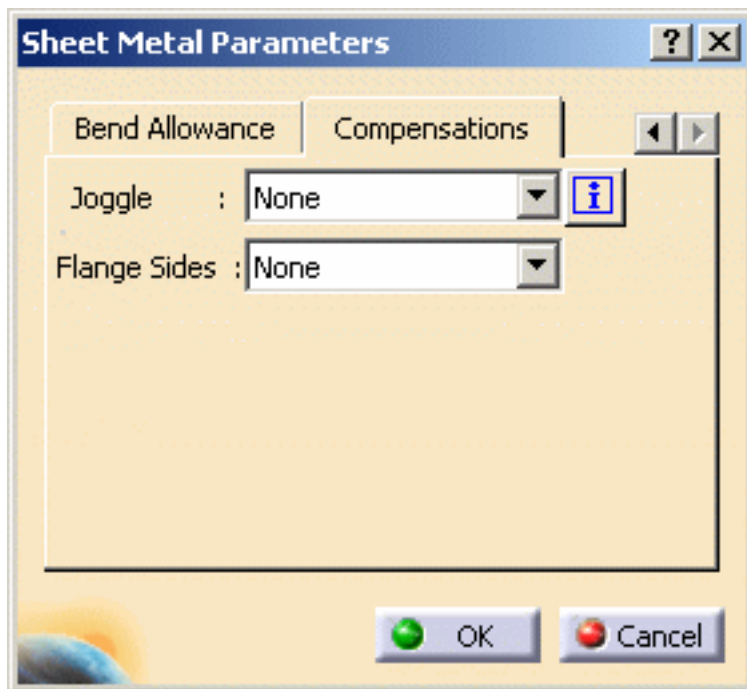 Sheet Metal Parameters
Bend Allowance Compensations
Joggle : None
Flange Sides : None
OK Cancel